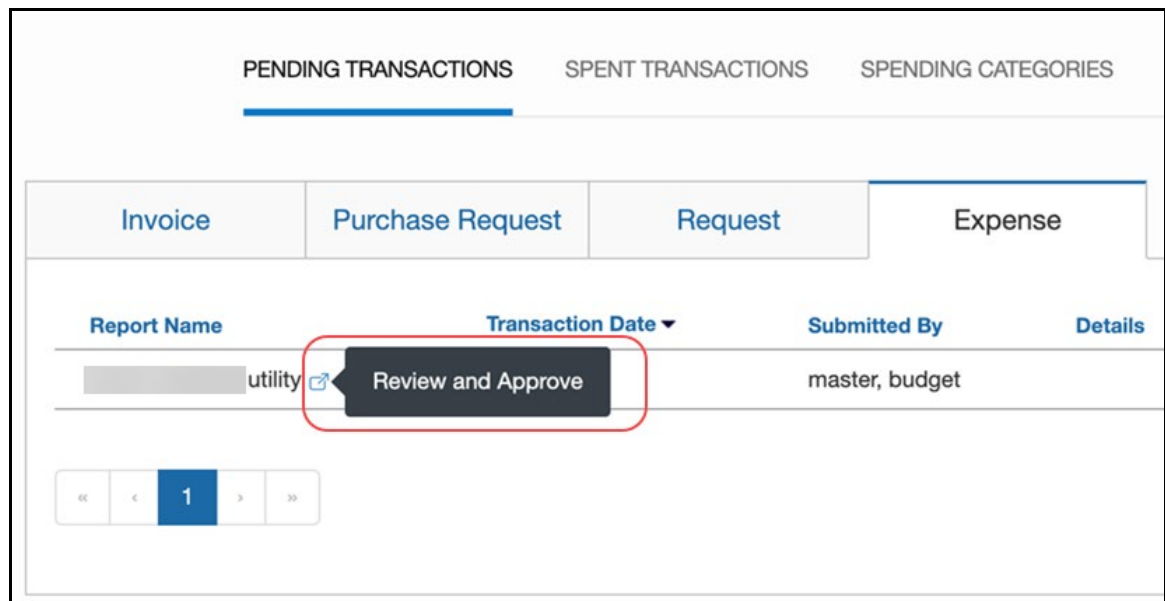 PENDING TRANSACTIONS SPENT TRANSACTIONS SPENDING CATEGORIES
Invoice Purchase Request Request Expense
Report Name Transaction Date Submitted By Details
utility Review and Approve master, budget
« ‹ 1 › »